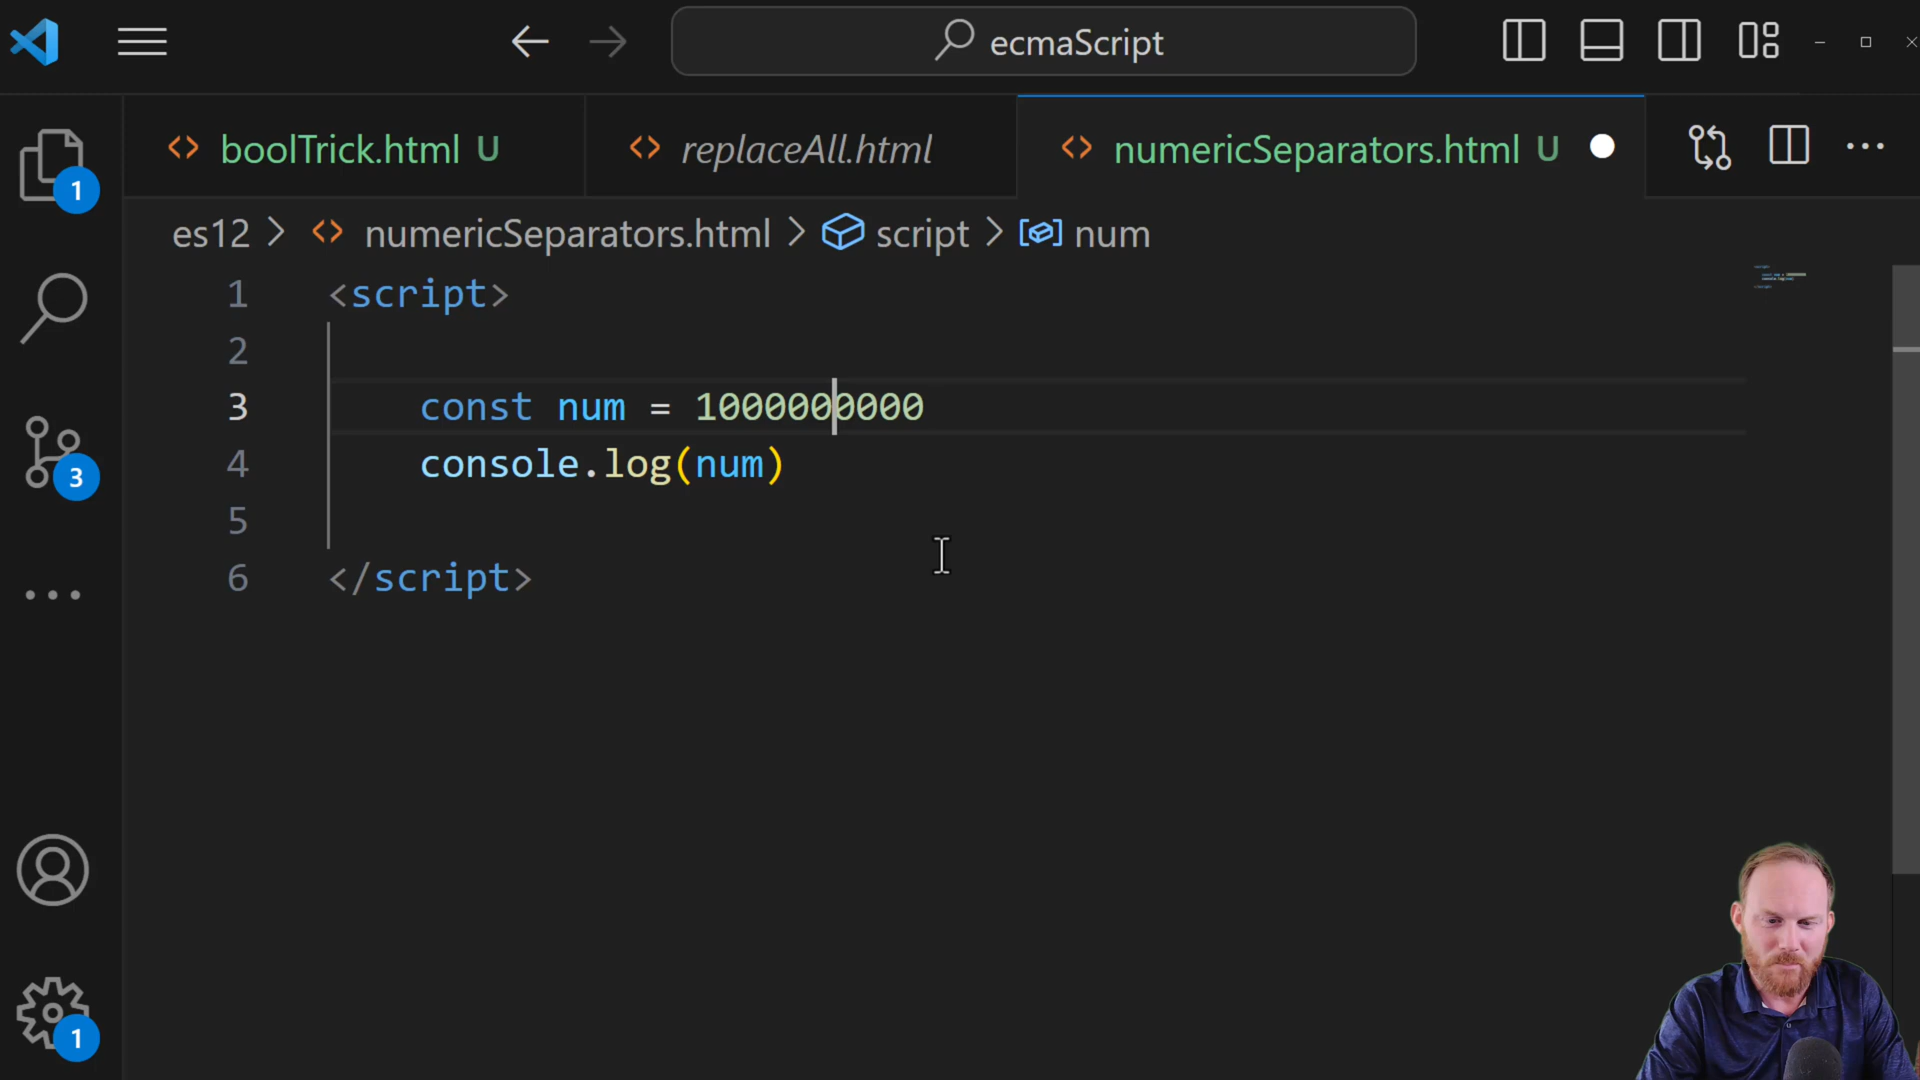 ecmaScript
boolTrick.html U
replaceAll.html
numericSeparators.html U
es12 > numericSeparators.html > script > num
1 <script>
2
3 const num = 1000000000
4 console.log(num)
5
6 </script>
1
3
1